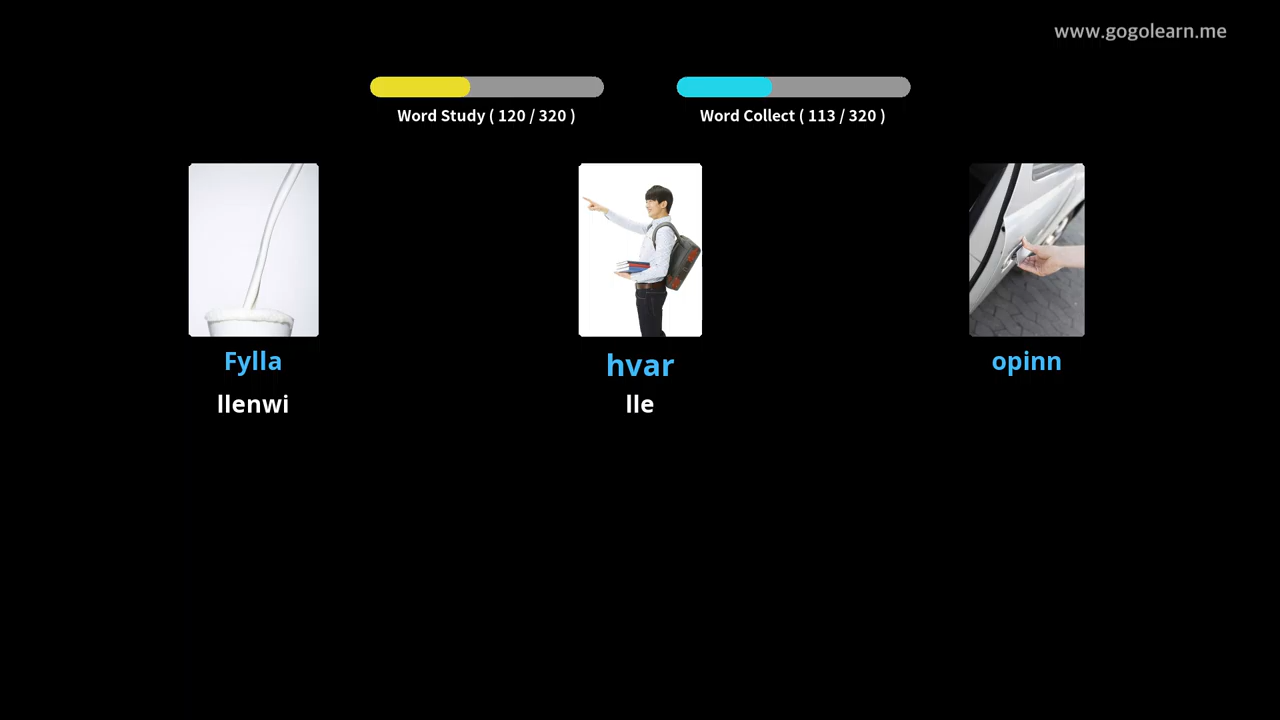 www.gogolearn.me
Word Study ( 120 / 320 )
Word Collect ( 113 / 320 )
Fylla
hvar
opinn
llenwi
lle